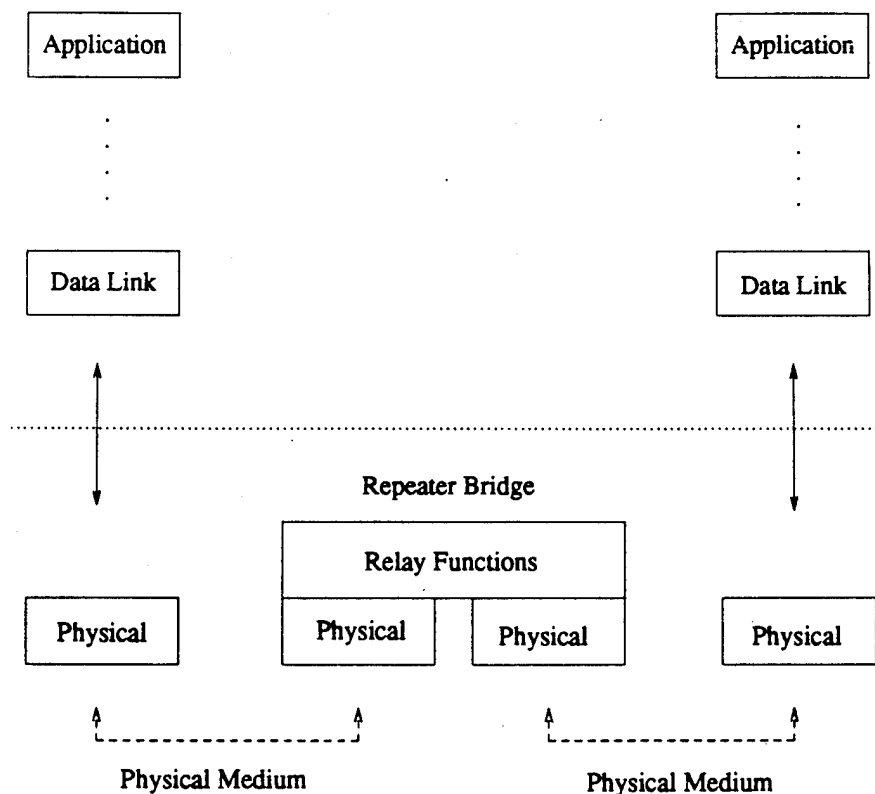 Application
Application
Data Link
Data Link
Repeater Bridge
Relay Functions
Physical
Physical
Physical
Physical
Physical Medium
Physical Medium